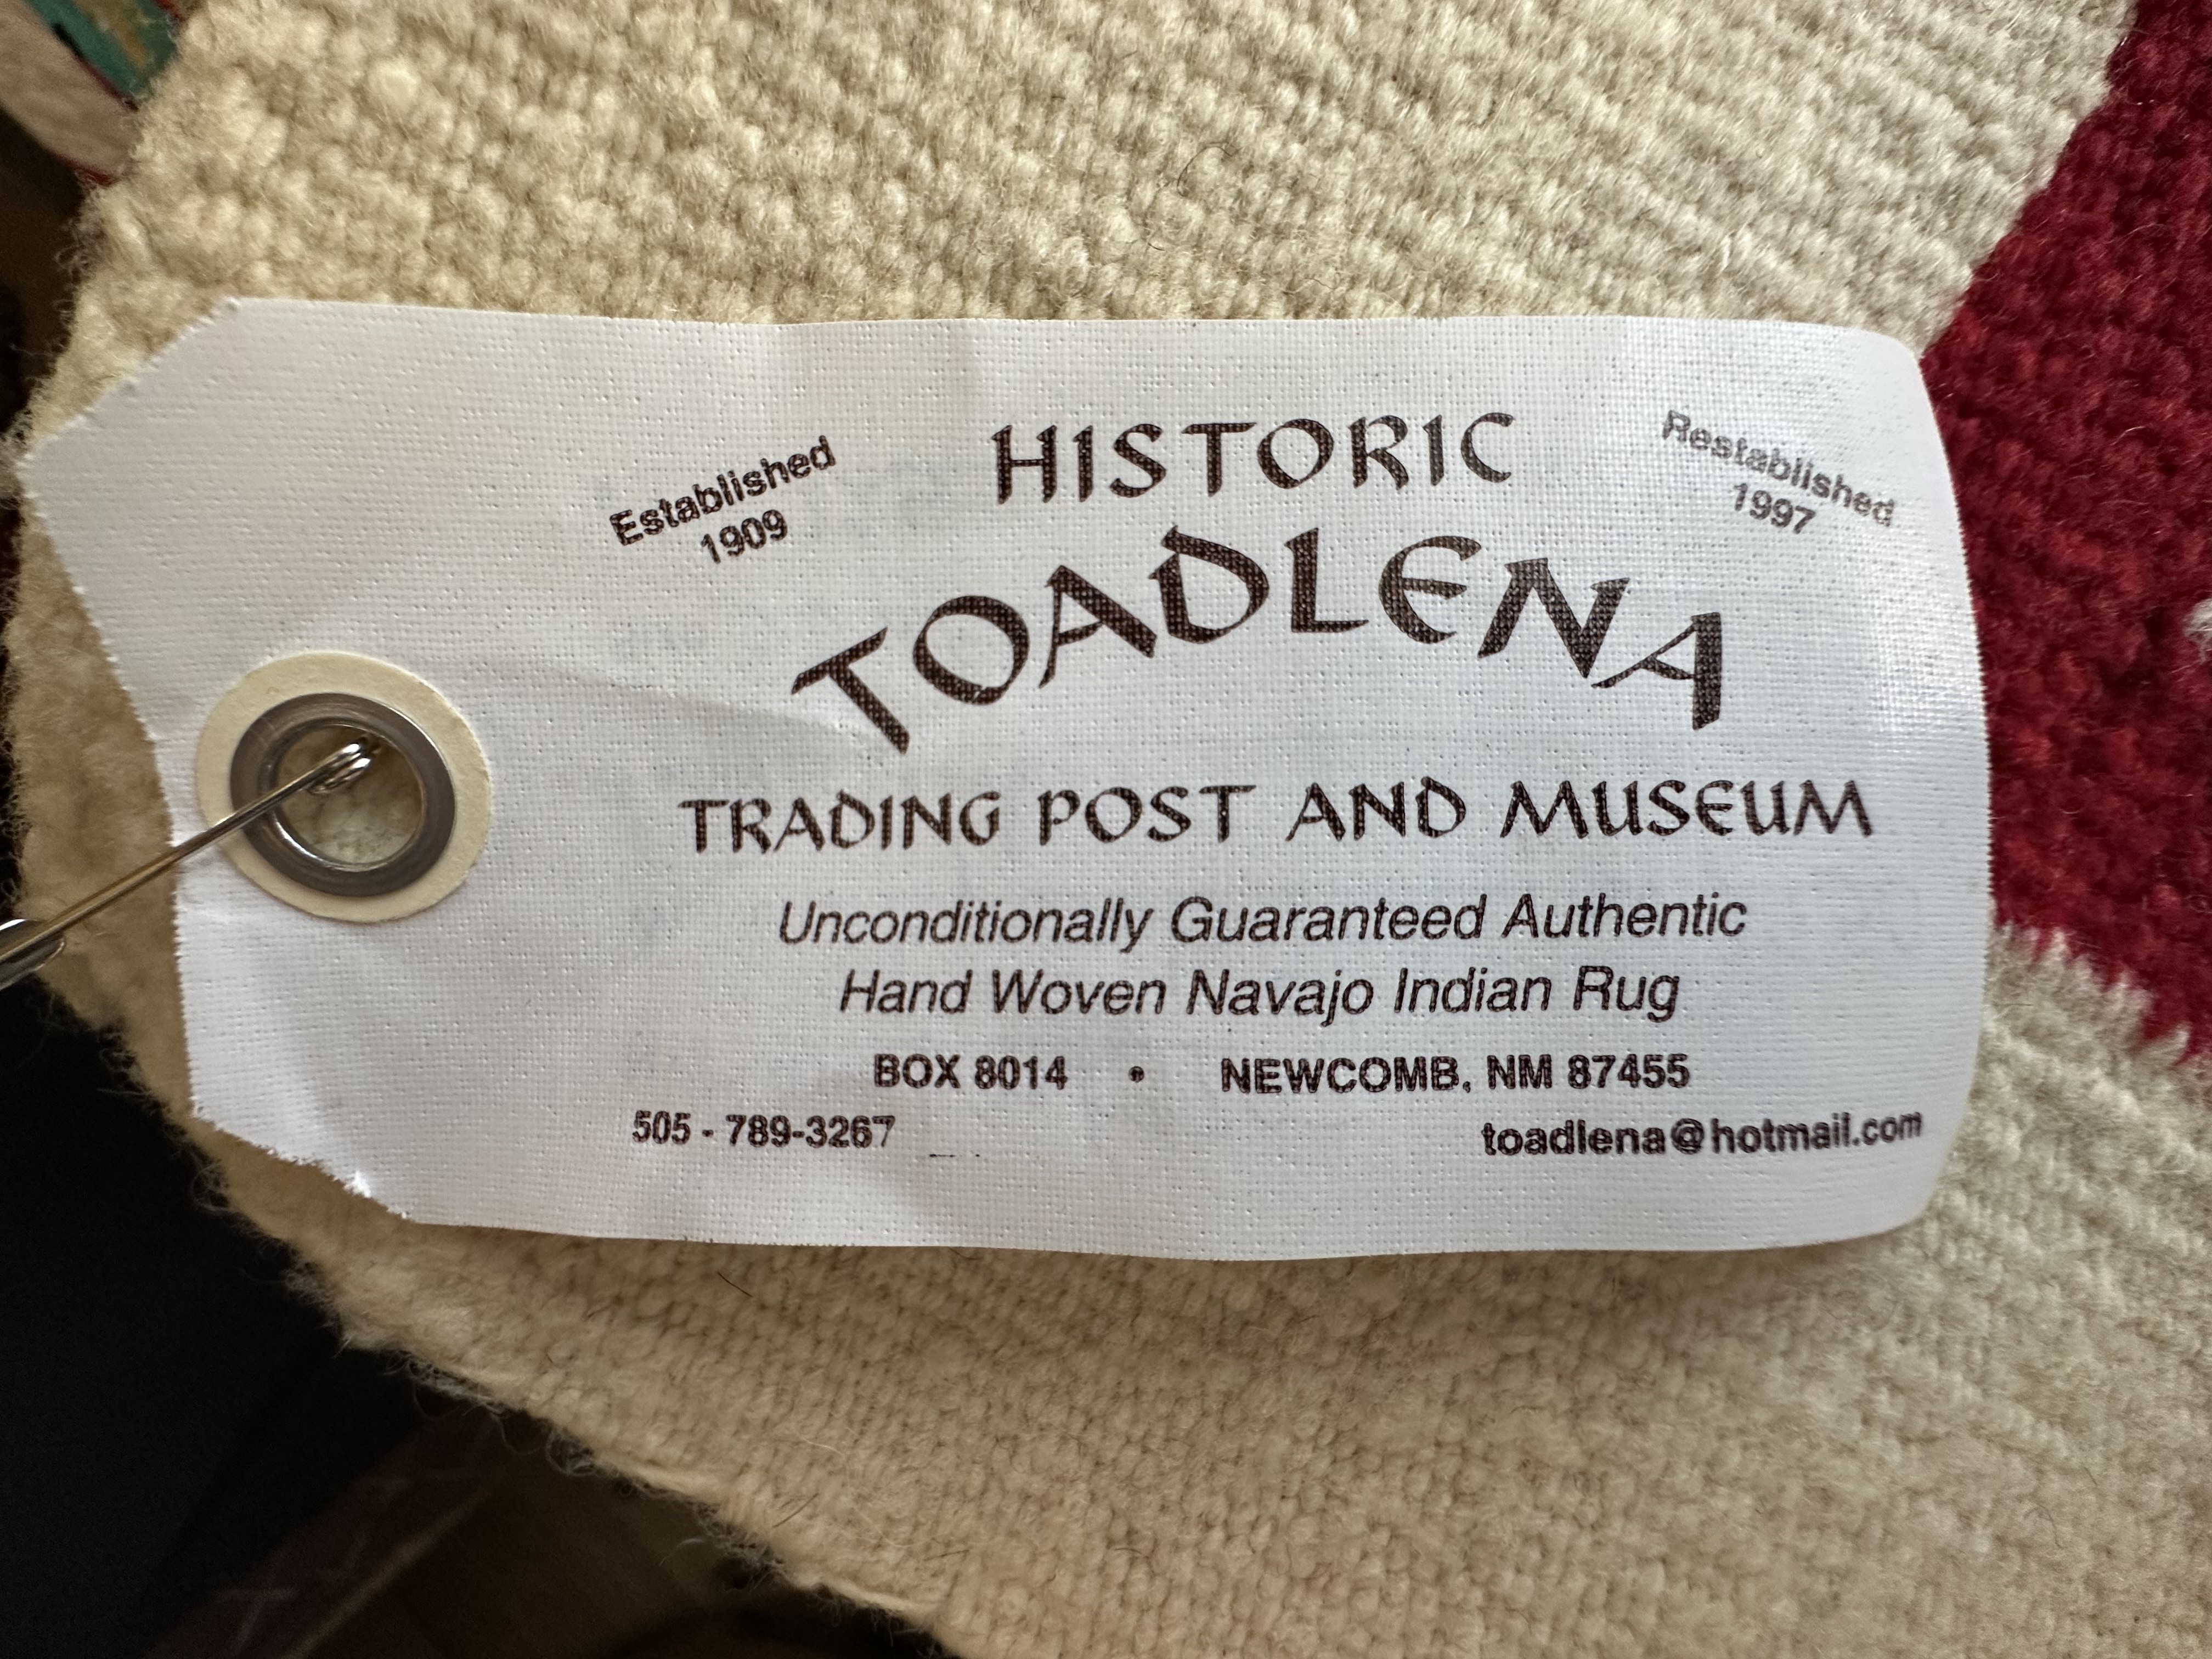 HISTORIC
Established
1909
Restablished
1997
TOADLENA
TRADING POST AND MUSEUM
Unconditionally Guaranteed Authentic
Hand Woven Navajo Indian Rug
BOX 8014 • NEWCOMB, NM 87455
505 - 789-3267 toadlena@hotmail.com